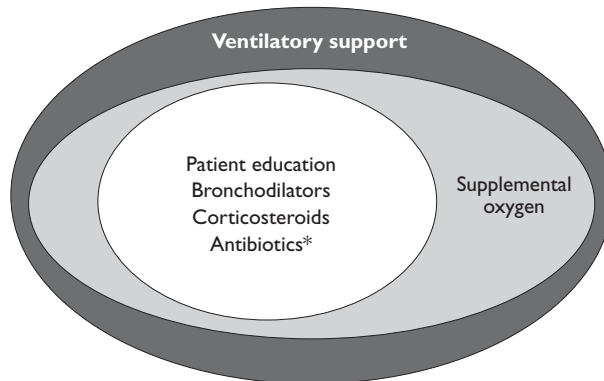 Ventilatory support
Patient education
Bronchodilators
Corticosteroids
Antibiotics*
Supplemental
oxygen